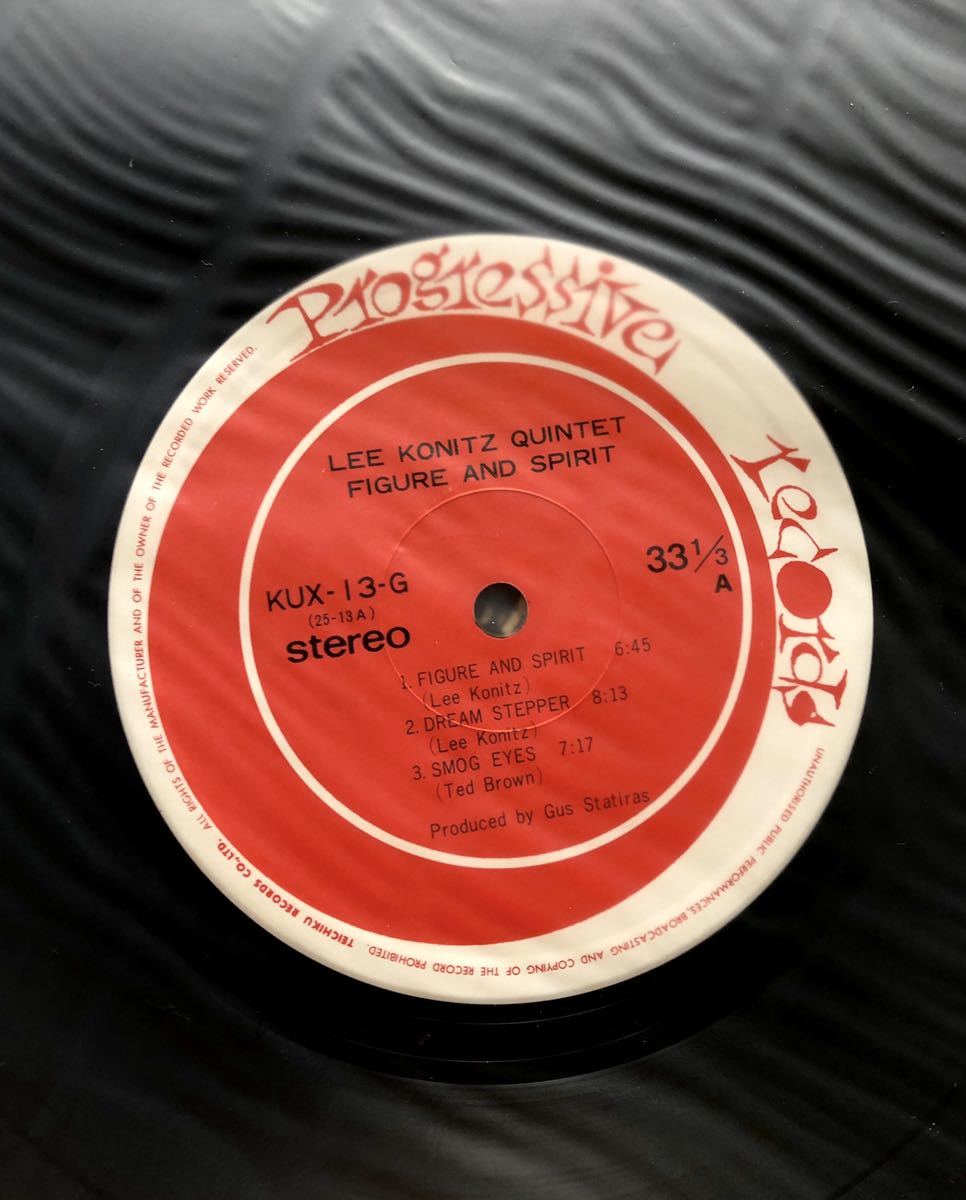 Progressive
records
LEE KONITZ QUINTET
FIGURE AND SPIRIT
KUX-13-G
(25-13A)
stereo
33 1/3
A
1. FIGURE AND SPIRIT 6:45
(Lee Konitz)
2. DREAM STEPPER 8:13
(Lee Konitz)
3. SMOG EYES 7:17
(Ted Brown)
Produced by Gus Statiras
TEICHIKU RECORDS CO., LTD. ALL RIGHTS OF THE MANUFACTURER AND OF THE OWNER OF THE RECORDED WORK RESERVED.
UNAUTHORISED PUBLIC PERFORMANCES, BROADCASTING AND COPYING OF THE RECORD PROHIBITED.